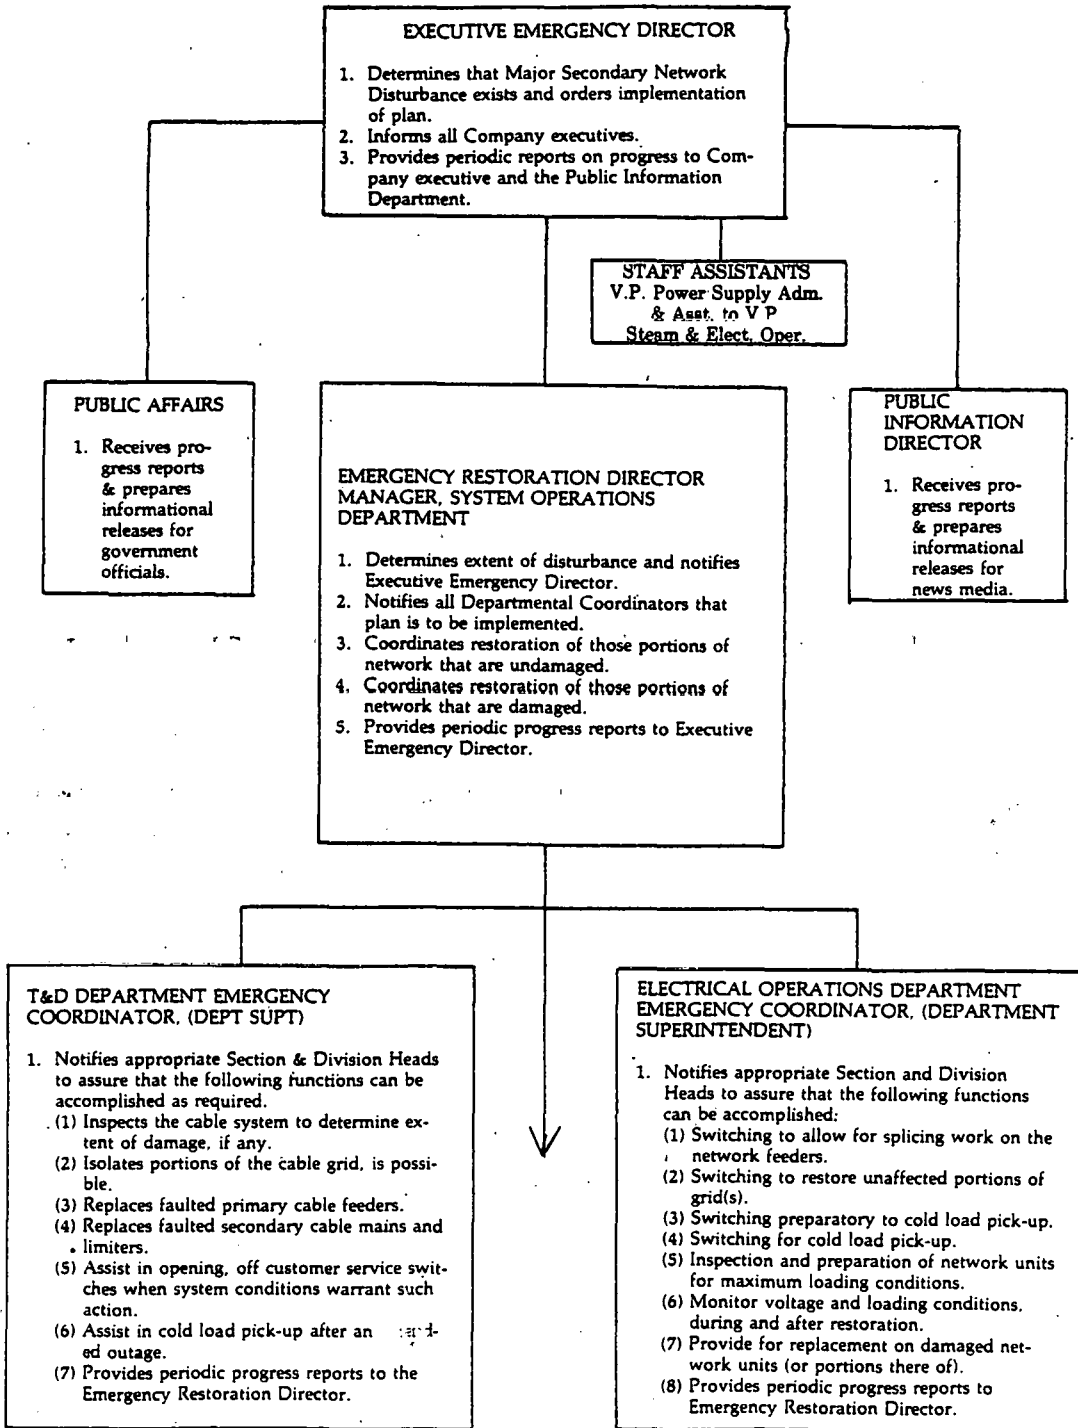 EXECUTIVE EMERGENCY DIRECTOR
1. Determines that Major Secondary Network
Disturbance exists and orders implementation
of plan.
2. Informs all Company executives.
3. Provides periodic reports on progress to Com-
pany executive and the Public Information
Department.
STAFF ASSISTANTS
V.P. Power Supply Adm.
& Asst. to V P
Steam & Elect. Oper.
PUBLIC AFFAIRS
1. Receives pro-
gress reports
& prepares
informational
releases for
government
officials.
EMERGENCY RESTORATION DIRECTOR
MANAGER, SYSTEM OPERATIONS
DEPARTMENT
1. Determines extent of disturbance and notifies
Executive Emergency Director.
2. Notifies all Departmental Coordinators that
plan is to be implemented.
3. Coordinates restoration of those portions of
network that are undamaged.
4. Coordinates restoration of those portions of
network that are damaged.
5. Provides periodic progress reports to Executive
Emergency Director.
PUBLIC
INFORMATION
DIRECTOR
1. Receives pro-
gress reports
& prepares
informational
releases for
news media.
T&D DEPARTMENT EMERGENCY
COORDINATOR, (DEPT SUPT)
1. Notifies appropriate Section & Division Heads
to assure that the following functions can be
accomplished as required.
(1) Inspects the cable system to determine ex-
tent of damage, if any.
(2) Isolates portions of the cable grid, is possi-
ble.
(3) Replaces faulted primary cable feeders.
(4) Replaces faulted secondary cable mains and
limiters.
(5) Assist in opening, off customer service swit-
ches when system conditions warrant such
action.
(6) Assist in cold load pick-up after an
ed outage.
(7) Provides periodic progress reports to the
Emergency Restoration Director.
ELECTRICAL OPERATIONS DEPARTMENT
EMERGENCY COORDINATOR, (DEPARTMENT
SUPERINTENDENT)
1. Notifies appropriate Section and Division
Heads to assure that the following functions
can be accomplished:
(1) Switching to allow for splicing work on the
network feeders.
(2) Switching to restore unaffected portions of
grid(s).
(3) Switching preparatory to cold load pick-up.
(4) Switching for cold load pick-up.
(5) Inspection and preparation of network units
for maximum loading conditions.
(6) Monitor voltage and loading conditions,
during and after restoration.
(7) Provide for replacement on damaged net-
work units (or portions there of).
(8) Provides periodic progress reports to
Emergency Restoration Director.